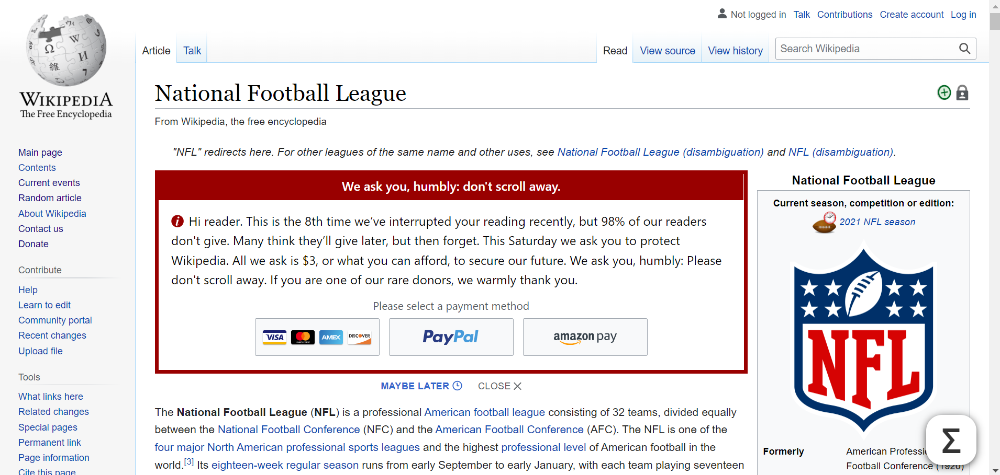 Not logged in Talk Contributions Create account Log in
Article Talk Read View source View history Search Wikipedia
WIKIPEDIA
The Free Encyclopedia
Main page
Contents
Current events
Random article
About Wikipedia
Contact us
Donate
Contribute
Help
Learn to edit
Community portal
Recent changes
Upload file
Tools
What links here
Related changes
Special pages
Permanent link
Page information
Cite this page
National Football League
From Wikipedia, the free encyclopedia
"NFL" redirects here. For other leagues of the same name and other uses, see National Football League (disambiguation) and NFL (disambiguation).
We ask you, humbly: don't scroll away.
Hi reader. This is the 8th time we’ve interrupted your reading recently, but 98% of our readers
don't give. Many think they’ll give later, but then forget. This Saturday we ask you to protect
Wikipedia. All we ask is $3, or what you can afford, to secure our future. We ask you, humbly: Please
don't scroll away. If you are one of our rare donors, we warmly thank you.
Please select a payment method
VISA mastercard AMEX DISCOVER PayPal amazon pay
MAYBE LATER CLOSE
The National Football League (NFL) is a professional American football league consisting of 32 teams, divided equally
between the National Football Conference (NFC) and the American Football Conference (AFC). The NFL is one of the
four major North American professional sports leagues and the highest professional level of American football in the
world.[3] Its eighteen-week regular season runs from early September to early January, with each team playing seventeen
National Football League
Current season, competition or edition:
2021 NFL season
NFL
Formerly American Professi
Football Conference (1920)
Σ